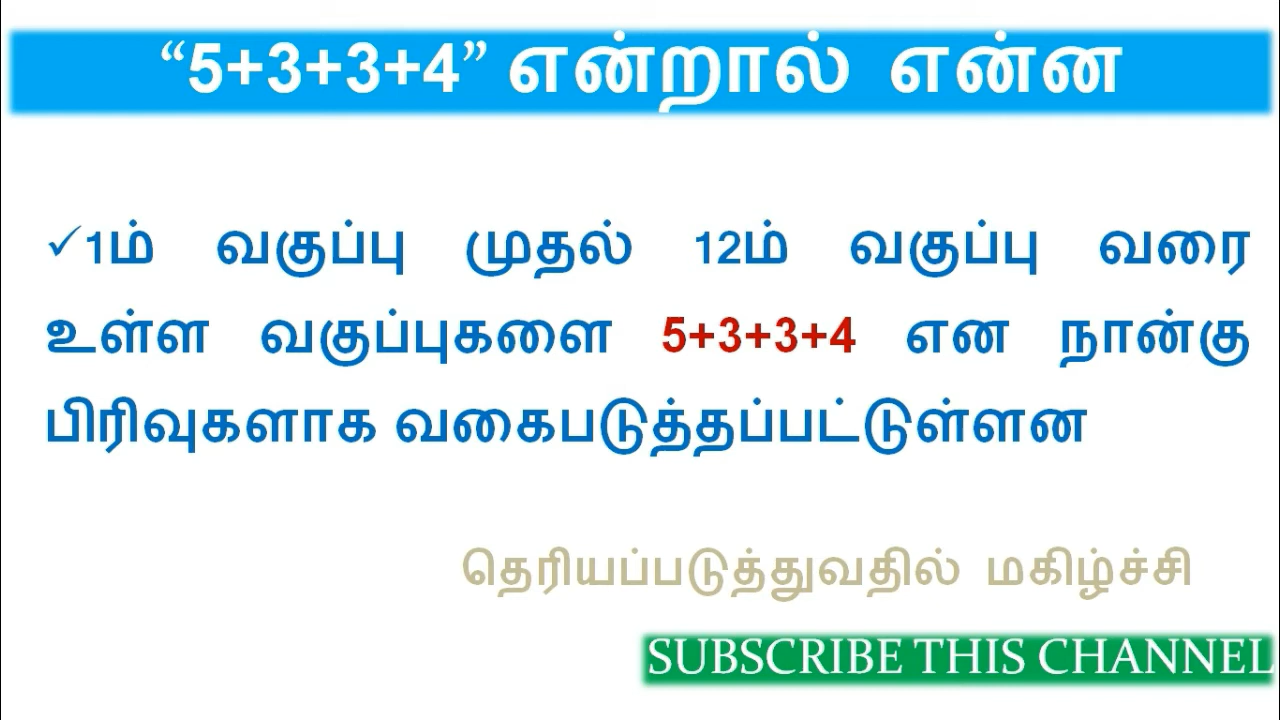 “5+3+3+4” என்றால் என்ன
✓1ம் வகுப்பு முதல் 12ம் வகுப்பு வரை
உள்ள வகுப்புகளை 5+3+3+4 என நான்கு
பிரிவுகளாக வகைபடுத்தப்பட்டுள்ளன
தெரியப்படுத்துவதில் மகிழ்ச்சி
SUBSCRIBE THIS CHANNEL